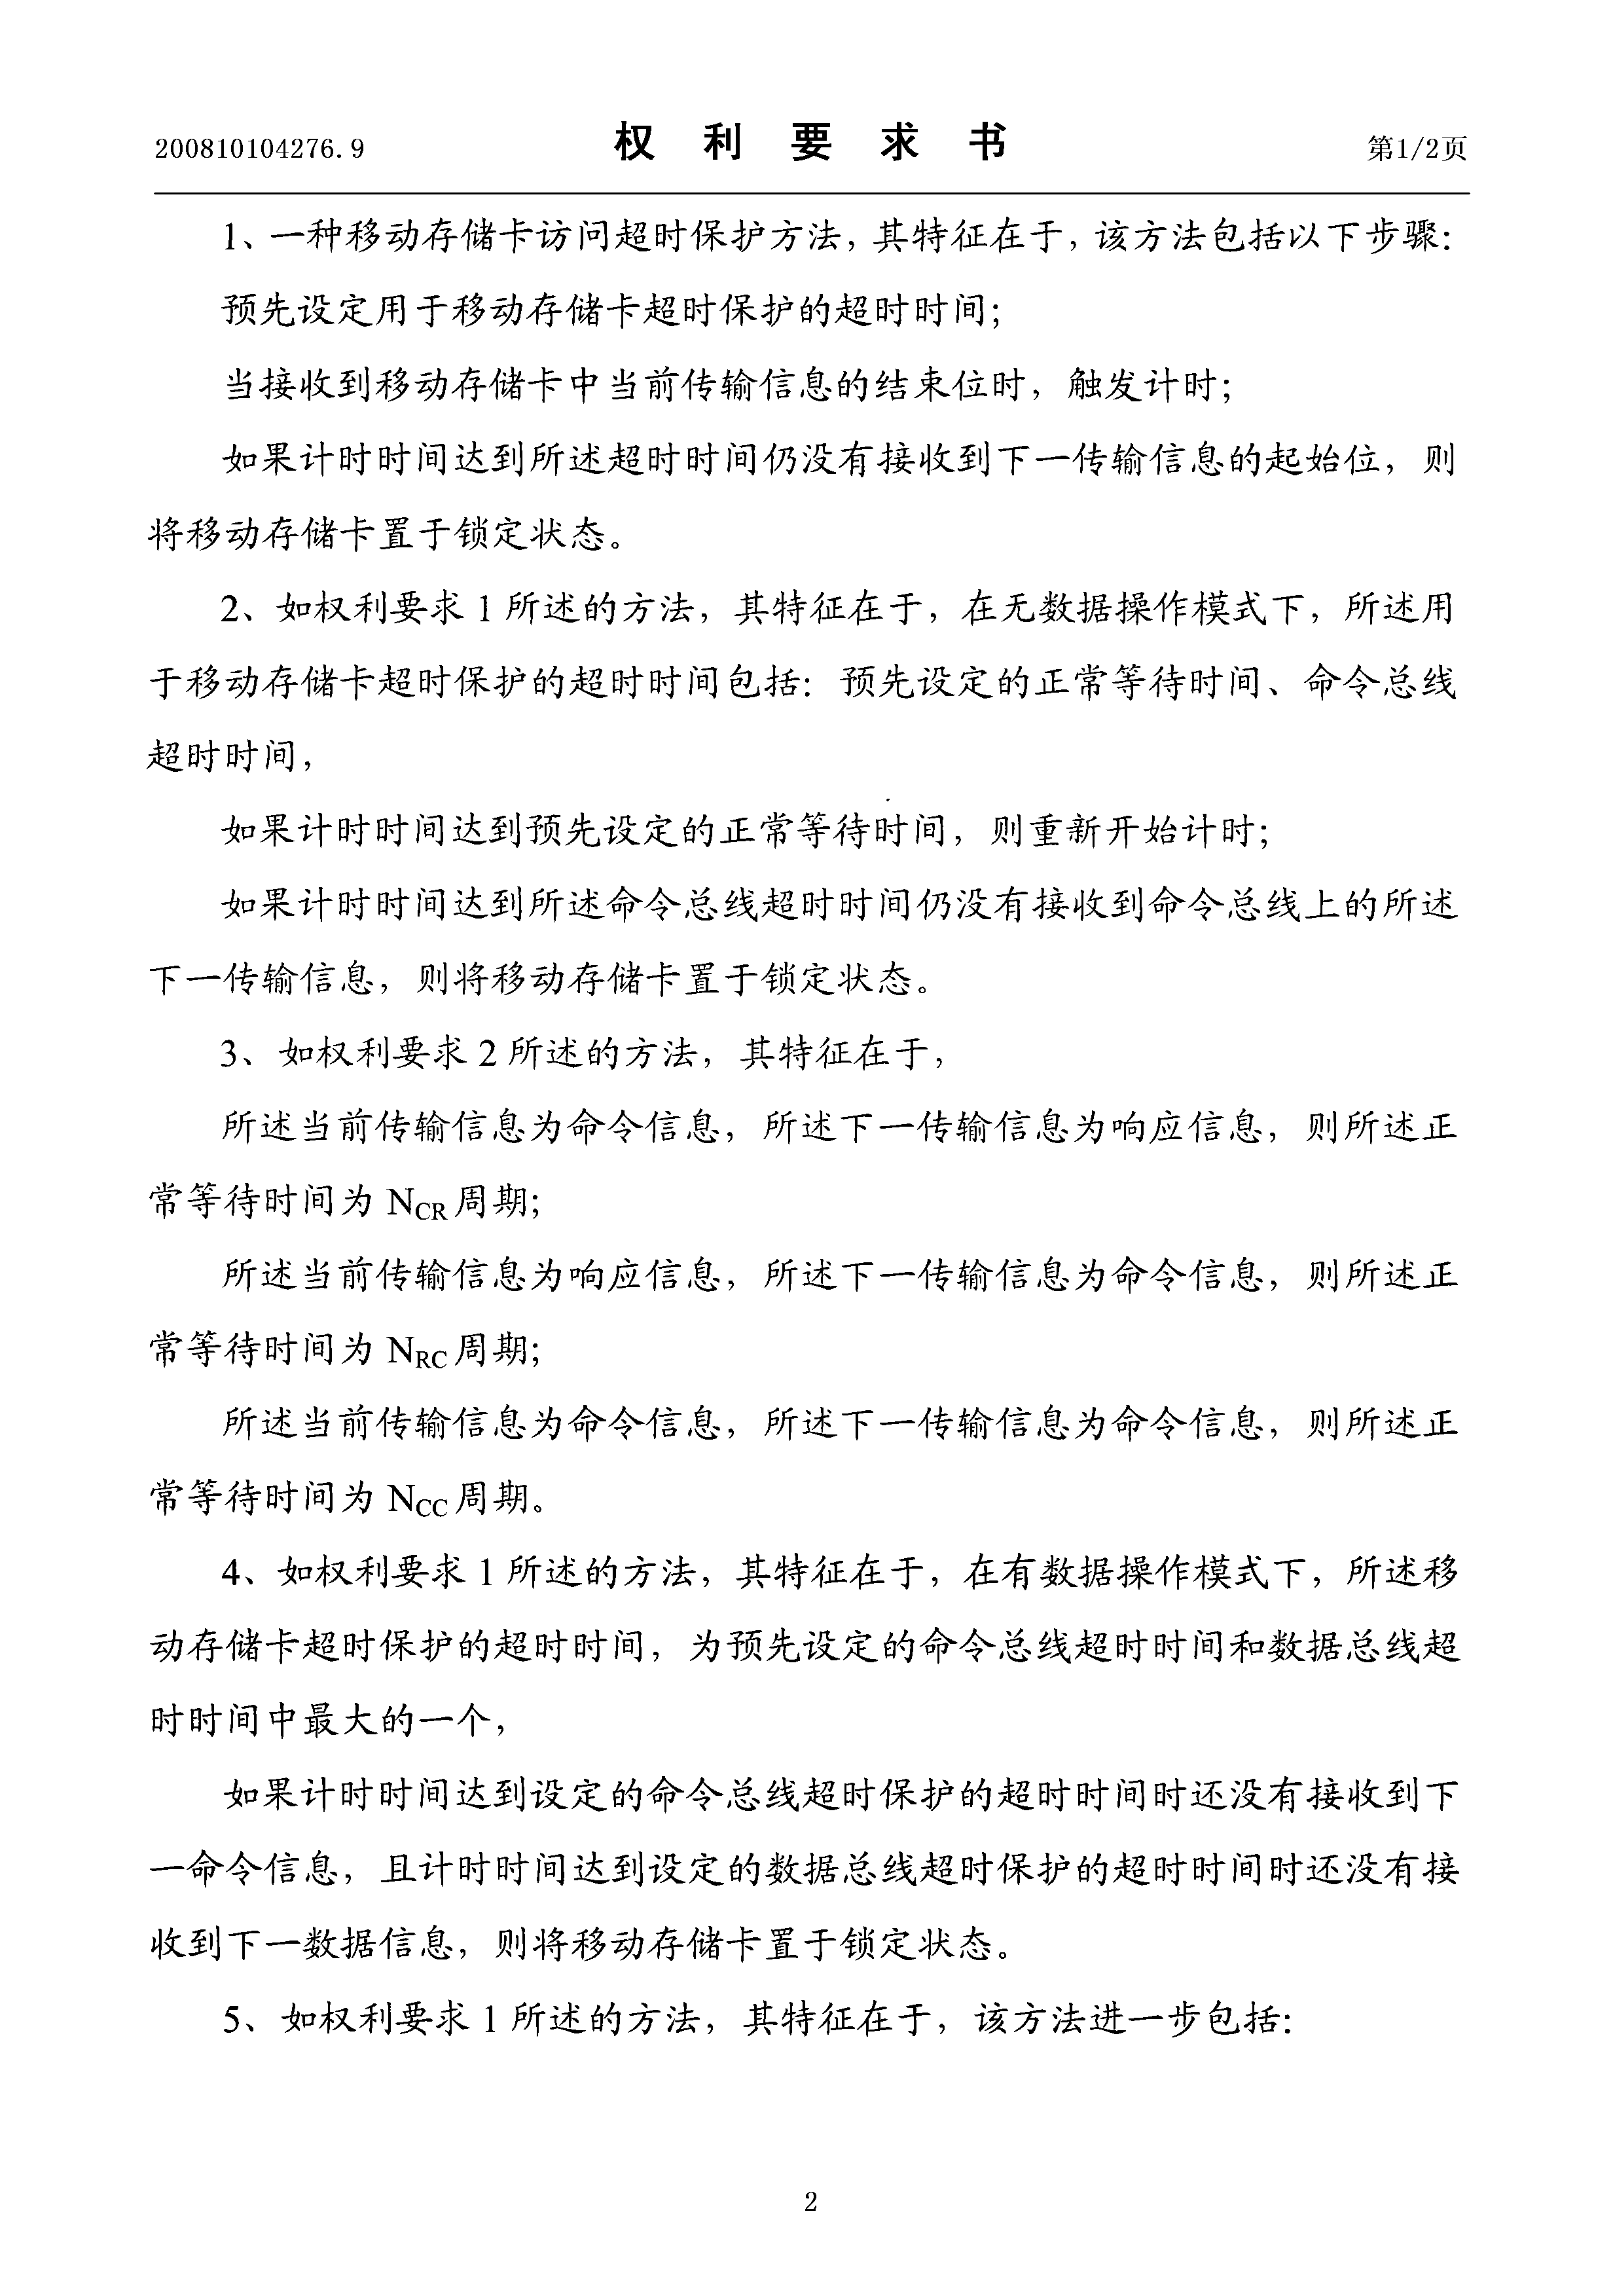 200810104276.9
权利要求书
第1/2页
1、一种移动存储卡访问超时保护方法，其特征在于，该方法包括以下步骤：
预先设定用于移动存储卡超时保护的超时时间；
当接收到移动存储卡中当前传输信息的结束位时，触发计时；
如果计时时间达到所述超时时间仍没有接收到下一传输信息的起始位，则
将移动存储卡置于锁定状态。
2、如权利要求1所述的方法，其特征在于，在无数据操作模式下，所述用
于移动存储卡超时保护的超时时间包括：预先设定的正常等待时间、命令总线
超时时间，
如果计时时间达到预先设定的正常等待时间，则重新开始计时；
如果计时时间达到所述命令总线超时时间仍没有接收到命令总线上的所述
下一传输信息，则将移动存储卡置于锁定状态。
3、如权利要求2所述的方法，其特征在于，
所述当前传输信息为命令信息，所述下一传输信息为响应信息，则所述正
常等待时间为N_CR周期；
所述当前传输信息为响应信息，所述下一传输信息为命令信息，则所述正
常等待时间为N_RC周期；
所述当前传输信息为命令信息，所述下一传输信息为命令信息，则所述正
常等待时间为N_CC周期。
4、如权利要求1所述的方法，其特征在于，在有数据操作模式下，所述移
动存储卡超时保护的超时时间，为预先设定的命令总线超时时间和数据总线超
时时间中最大的一个，
如果计时时间达到设定的命令总线超时保护的超时时间时还没有接收到下
一命令信息，且计时时间达到设定的数据总线超时保护的超时时间时还没有接
收到下一数据信息，则将移动存储卡置于锁定状态。
5、如权利要求1所述的方法，其特征在于，该方法进一步包括：
2